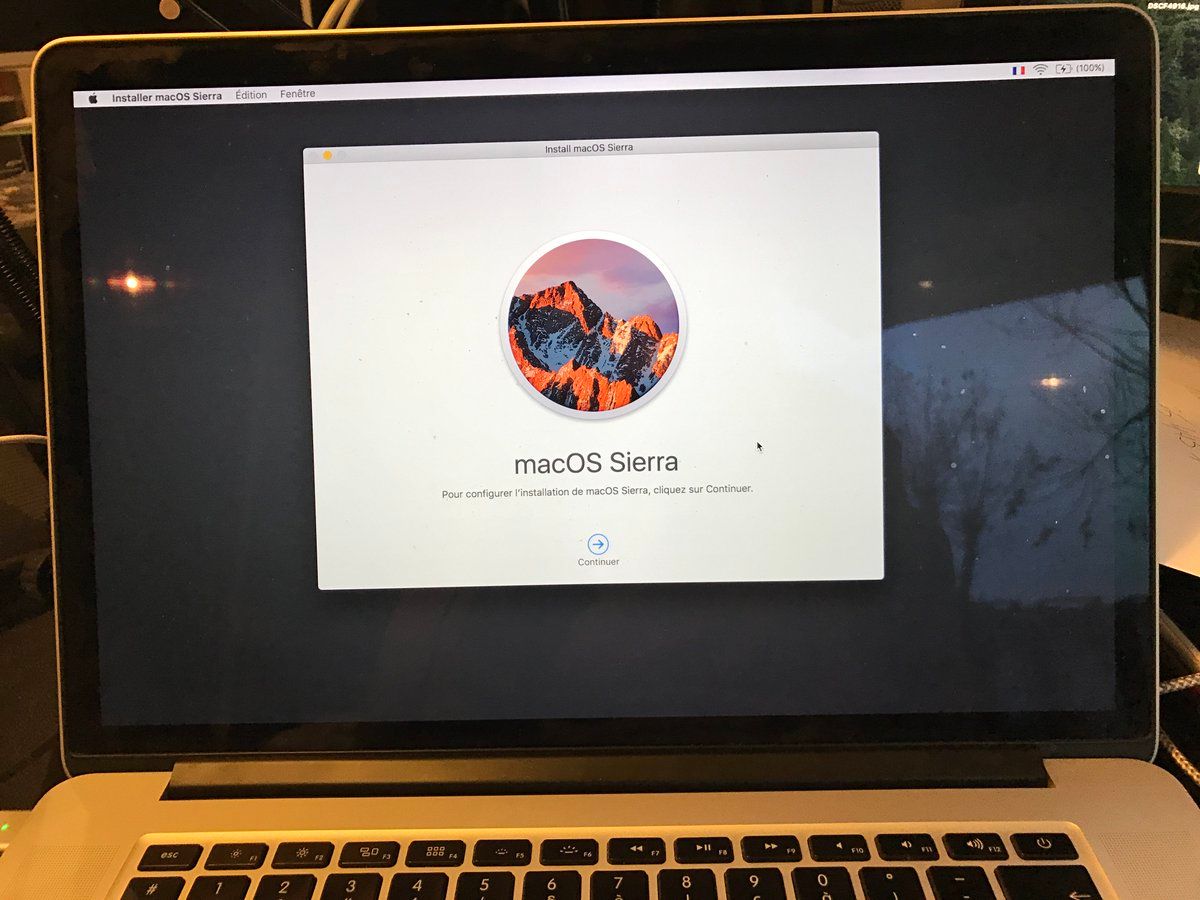 DSCF4916.jpg
Installer macOS Sierra Édition Fenêtre (100%)
Install macOS Sierra
macOS Sierra
Pour configurer l'installation de macOS Sierra, cliquez sur Continuer.
Continuer
esc F1 F2 F3 F4 F5 F6 F7 F8 F9 F10 F11 F12
# 1 2 3 4 5 6 7 8 9 0 ° _